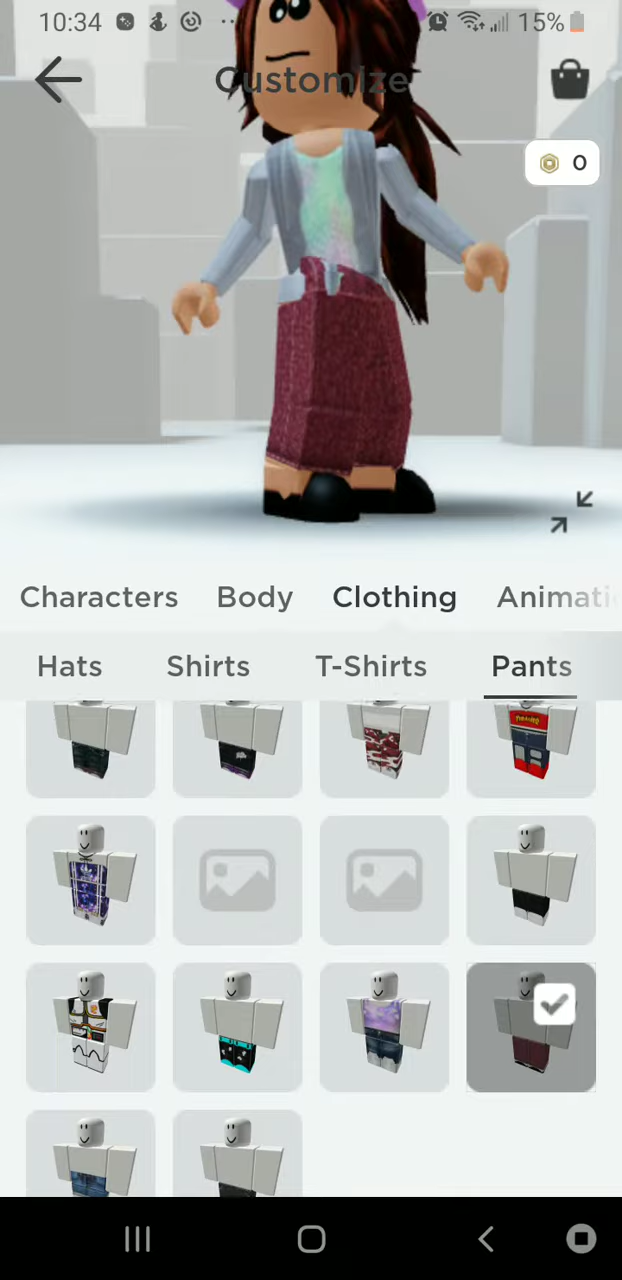 10:34 15%
Customize
0
Characters Body Clothing Animati
Hats Shirts T-Shirts Pants